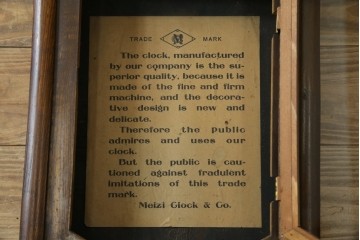 TRADE M MARK
The clock, manufactured
by our company is the su-
perior quality, because it is
made of the fine and firm
machine, and the decora-
tive design is new and
delicate.
Therefore the public
admires and uses our
clock.
But the public is cau-
tioned against fradulent
imitations of this trade
mark.
Meizi Clock & Co.